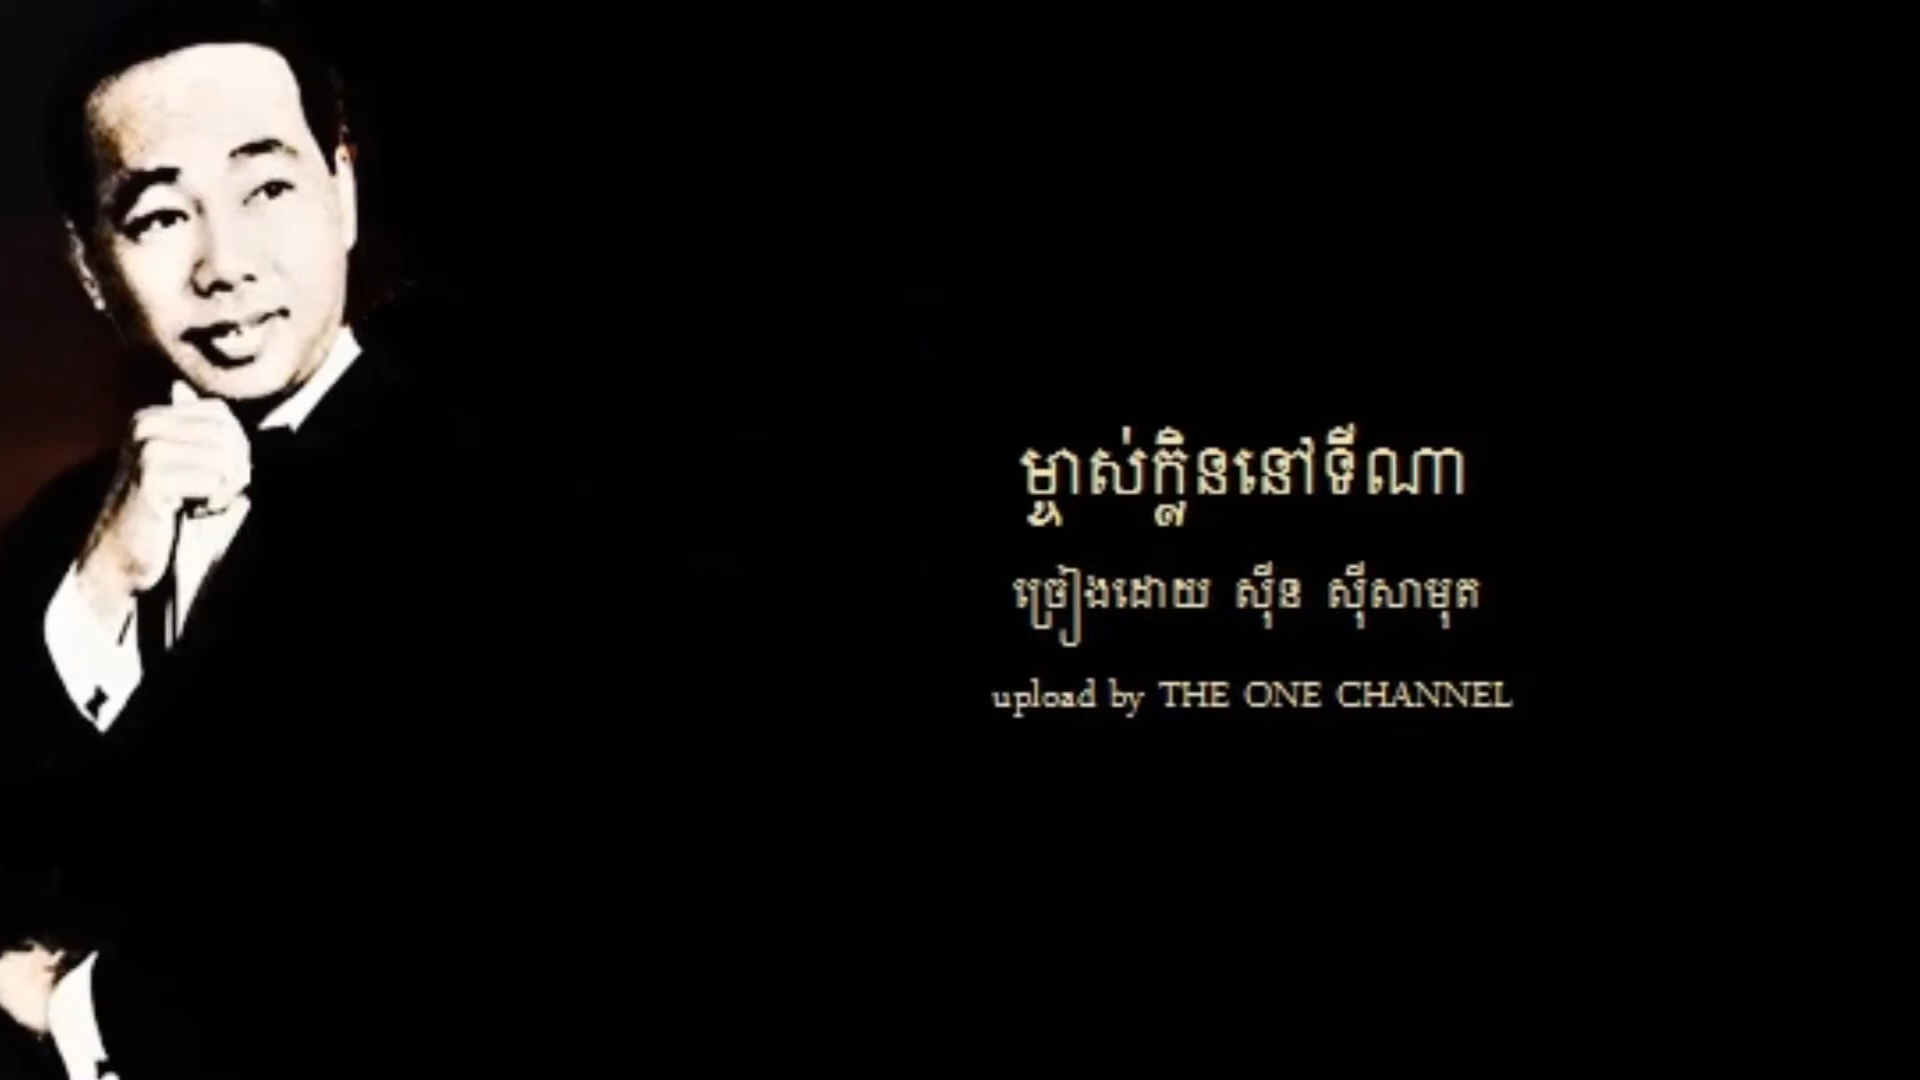 ម្ចាស់ក្លិននៅទីណា
ច្រៀងដោយ ស៊ីន ស៊ីសាមុត
upload by THE ONE CHANNEL